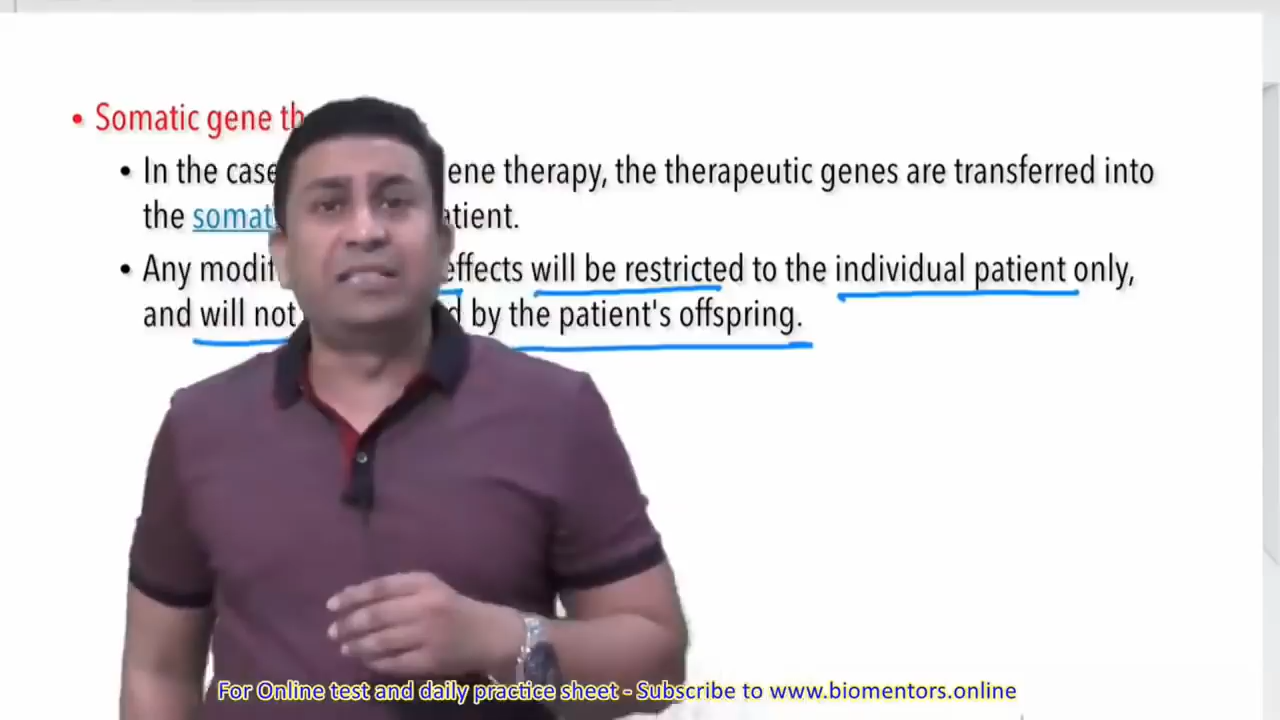 • Somatic gene th
• In the case ene therapy, the therapeutic genes are transferred into
the somat atient.
• Any modif effects will be restricted to the individual patient only,
and will not d by the patient's offspring.
For Online test and daily practice sheet - Subscribe to www.biomentors.online